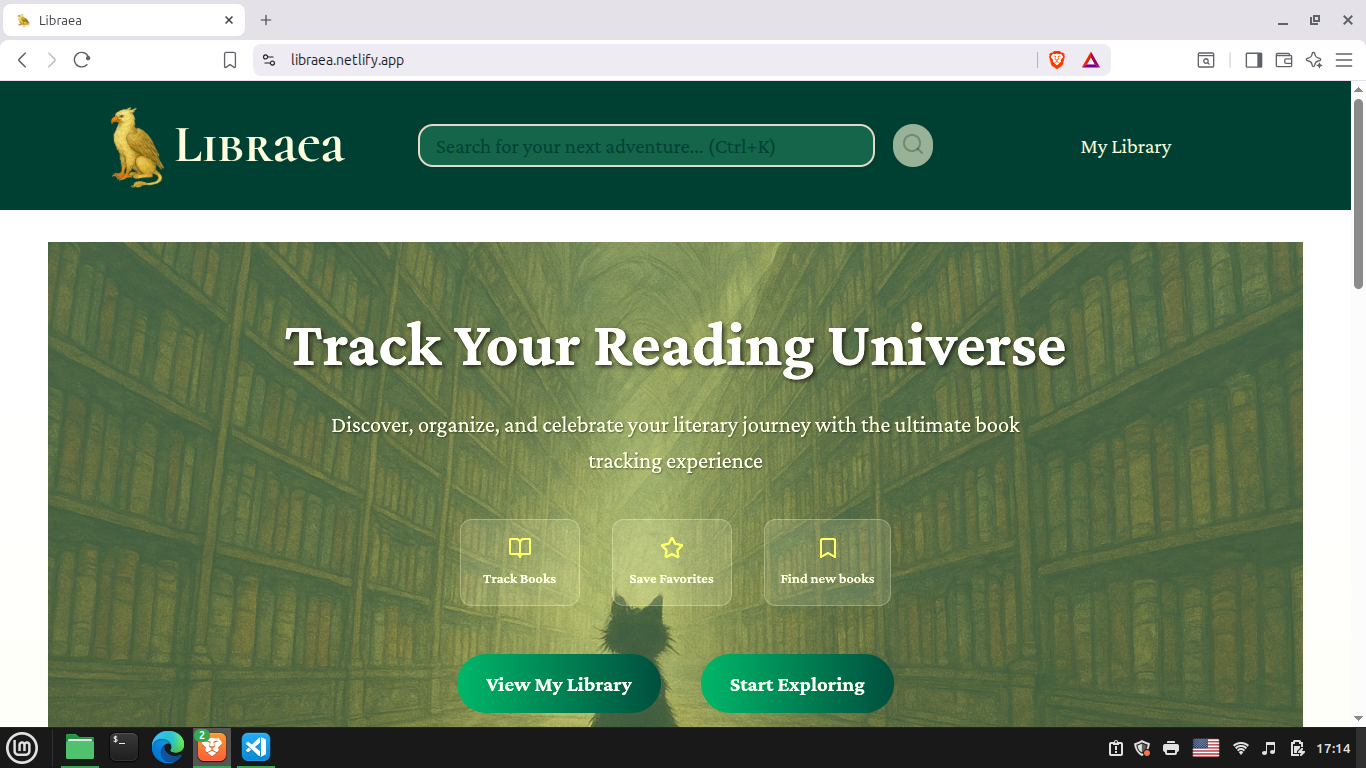 Libraea
libraea.netlify.app
Libraea
Search for your next adventure... (Ctrl+K)
My Library
Track Your Reading Universe
Discover, organize, and celebrate your literary journey with the ultimate book
tracking experience
Track Books
Save Favorites
Find new books
View My Library
Start Exploring
$_
2
17:14